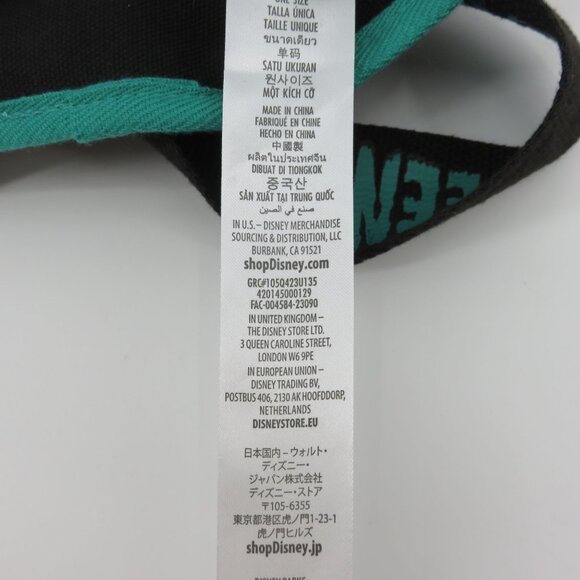 ONE SIZE
TALLA ÚNICA
TAILLE UNIQUE
ขนาดเดียว
单码
SATU UKURAN
원사이즈
MỘT KÍCH CỠ
MADE IN CHINA
FABRIQUÉ EN CHINE
HECHO EN CHINA
中國製
ผลิตในประเทศจีน
DIBUAT DI TIONGKOK
중국산
SẢN XUẤT TẠI TRUNG QUỐC
صنع في الصين
IN U.S.– DISNEY MERCHANDISE
SOURCING & DISTRIBUTION, LLC
BURBANK, CA 91521
shopDisney.com
GRC#105Q423U135
420145000129
FAC-004584-23090
IN UNITED KINGDOM –
THE DISNEY STORE LTD.
3 QUEEN CAROLINE STREET,
LONDON W6 9PE
IN EUROPEAN UNION –
DISNEY TRADING BV,
POSTBUS 406, 2130 AK HOOFDDORP,
NETHERLANDS
DISNEYSTORE.EU
日本国内 – ウォルト・
ディズニー・
ジャパン株式会社
ディズニー・ストア
〒105-6355
東京都港区虎ノ門1-23-1
虎ノ門ヒルズ
shopDisney.jp
DISNEY PARKS